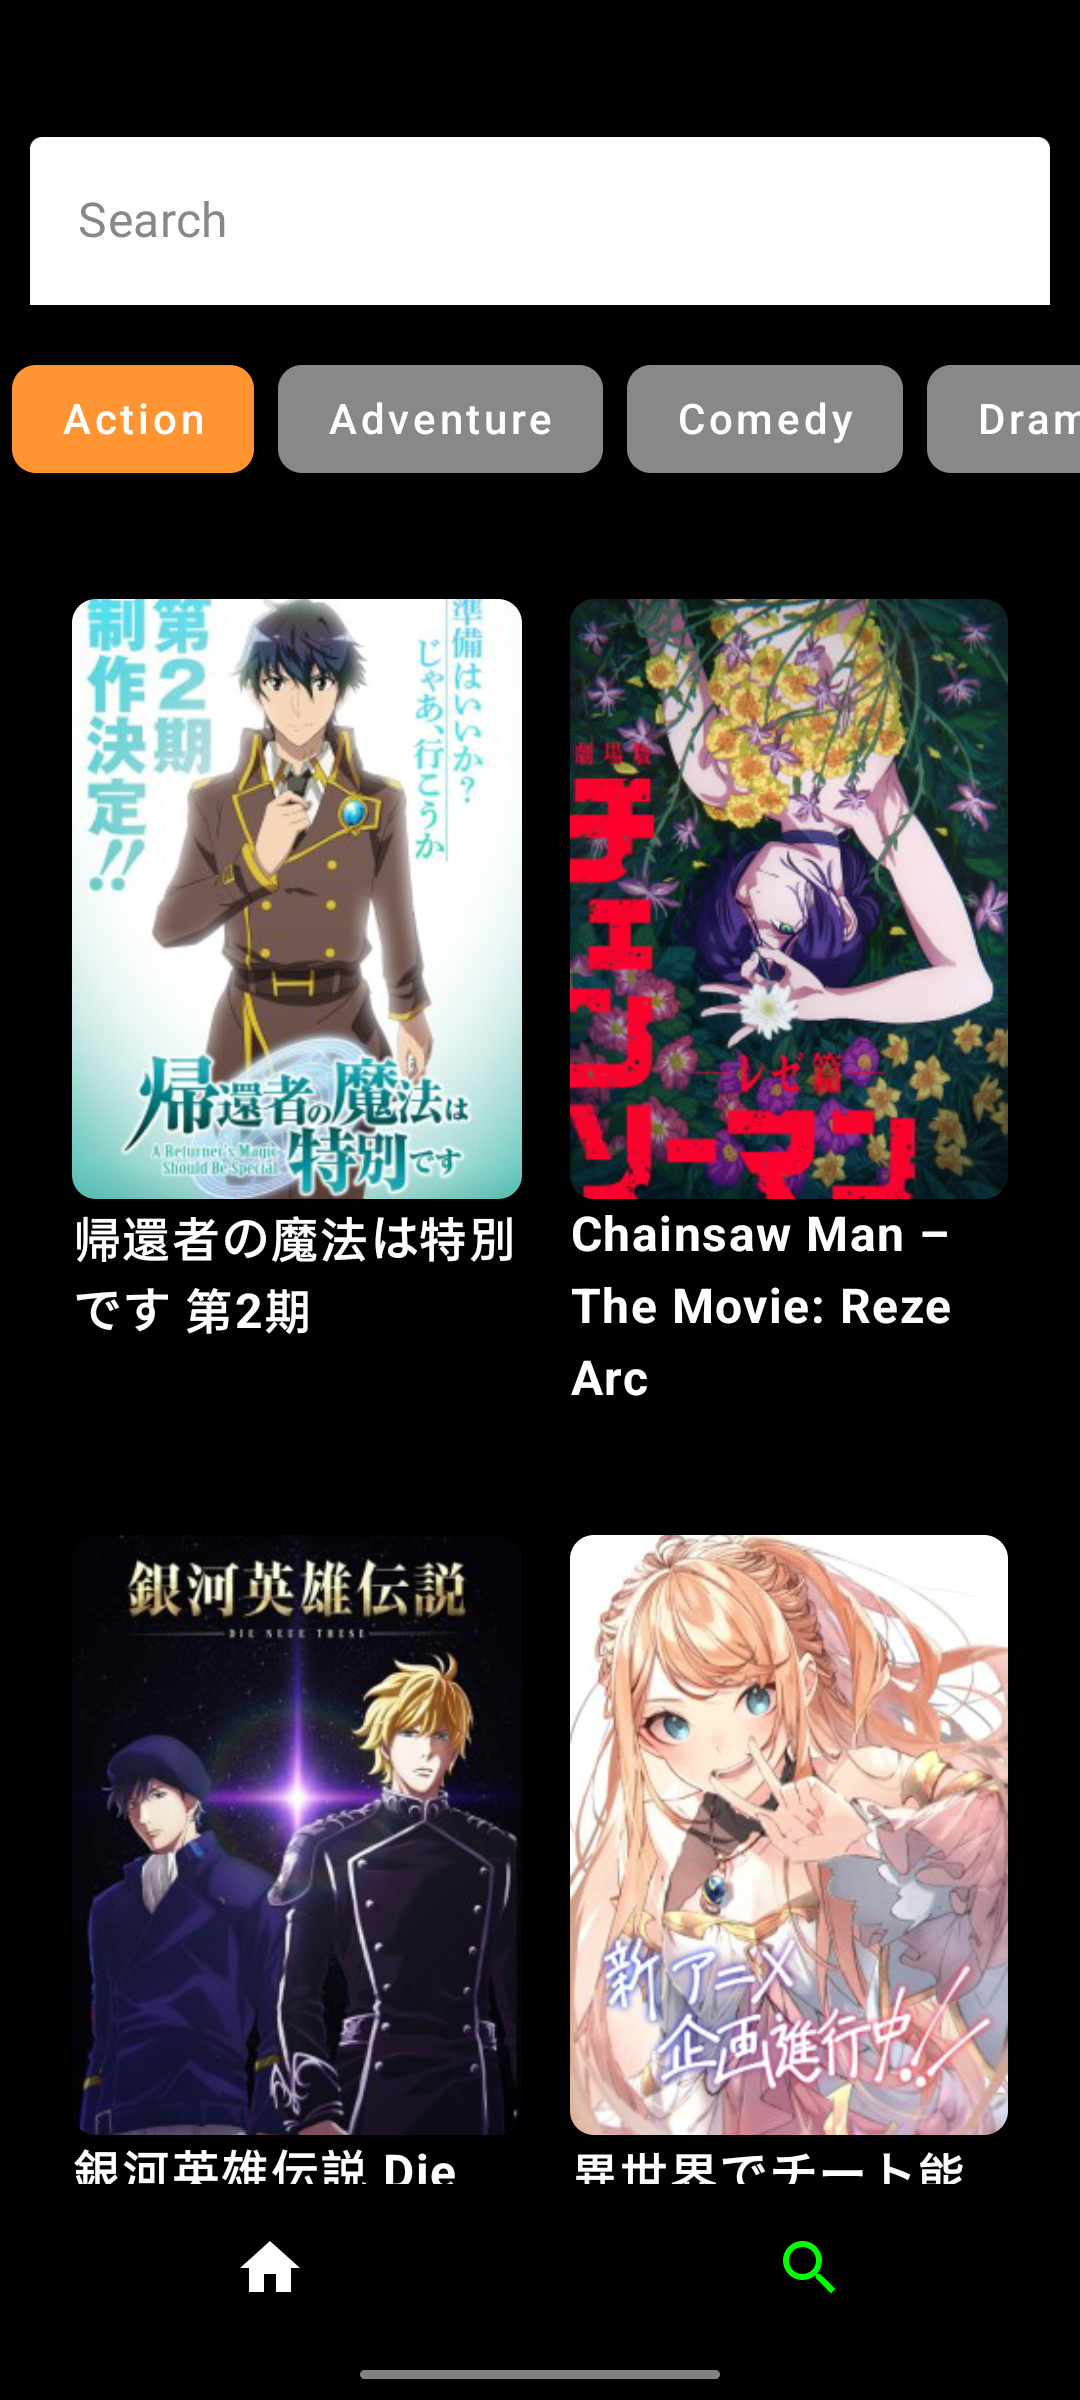 Search
Action Adventure Comedy Dram
第2期
制作決定!!
準備はいいか?
じゃあ、行こうか
帰還者の魔法は
特別です
A Returner's Magic
Should Be Special
劇場版
チェンソーマン
レゼ篇
帰還者の魔法は特別
です 第2期
Chainsaw Man –
The Movie: Reze
Arc
銀河英雄伝説
DIE NEUE THESE
新アニメ
企画進行中!!
銀河英雄伝説 Die
異世界でチート能